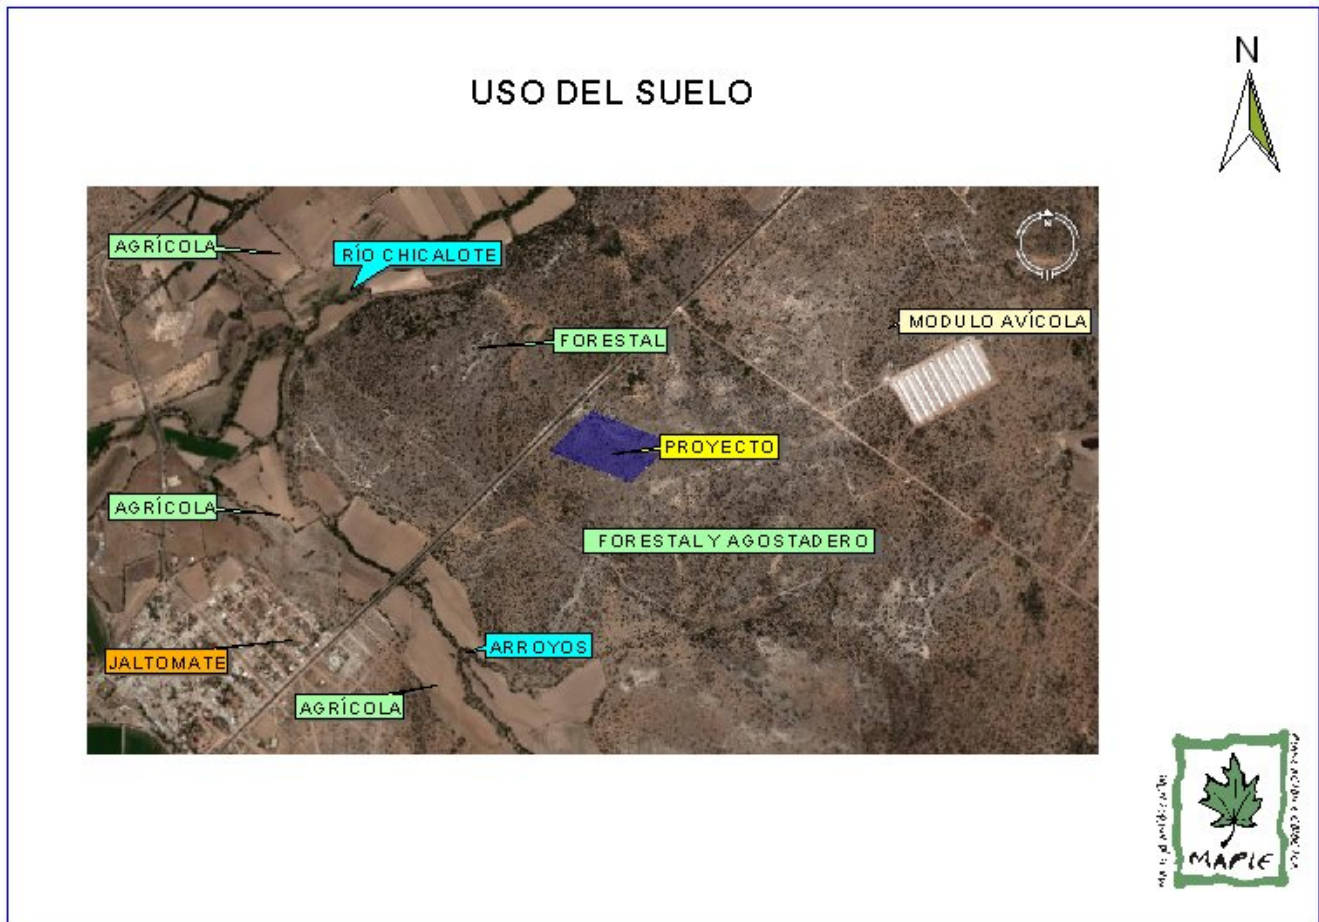 N
USO DEL SUELO
AGRÍCOLA
RÍO CHICALOTE
N
MODULO AVÍCOLA
FORESTAL
PROYECTO
AGRÍCOLA
FORESTAL Y AGOSTADERO
ARROYOS
JALTOMATE
AGRÍCOLA
MAPLE